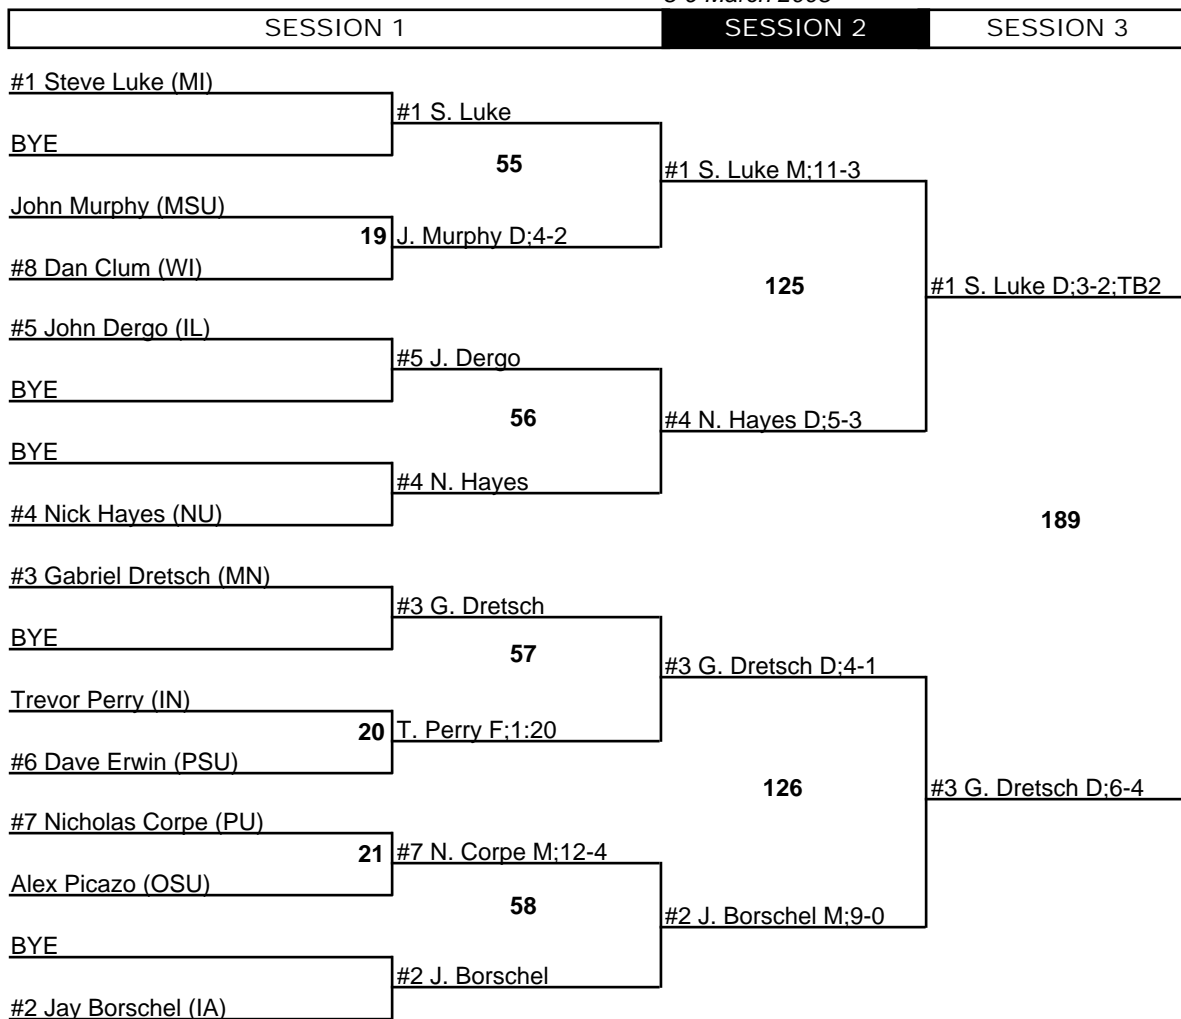 SESSION 1
SESSION 2
SESSION 3
#1 Steve Luke (MI)
BYE
John Murphy (MSU)
#8 Dan Clum (WI)
#5 John Dergo (IL)
BYE
BYE
#4 Nick Hayes (NU)
#3 Gabriel Dretsch (MN)
BYE
Trevor Perry (IN)
#6 Dave Erwin (PSU)
#7 Nicholas Corpe (PU)
Alex Picazo (OSU)
BYE
#2 Jay Borschel (IA)
#1 S. Luke
55
19 J. Murphy D;4-2
#5 J. Dergo
56
#4 N. Hayes
#3 G. Dretsch
57
20 T. Perry F;1:20
21 #7 N. Corpe M;12-4
58
#2 J. Borschel
#1 S. Luke M;11-3
125
#4 N. Hayes D;5-3
#3 G. Dretsch D;4-1
126
#2 J. Borschel M;9-0
#1 S. Luke D;3-2;TB2
189
#3 G. Dretsch D;6-4